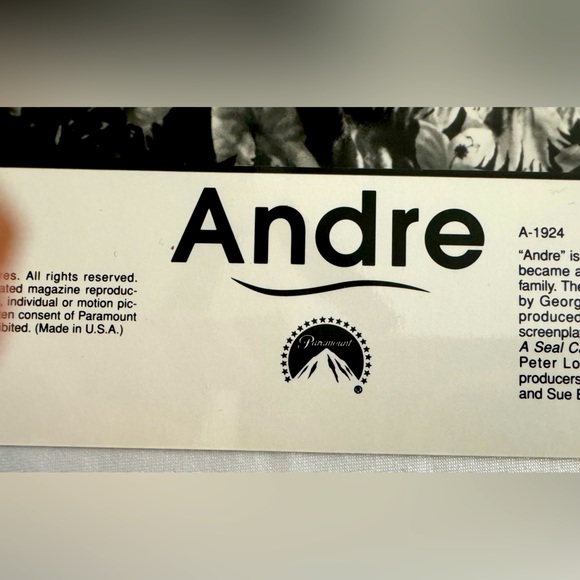 Andre
res. All rights reserved.
ated magazine reproduc-
individual or motion pic-
en consent of Paramount
ibited. (Made in U.S.A.)
Paramount
®
A-1924
"Andre" is
became a
family. The
by Georg
produced
screenplay
A Seal C
Peter Lo
producers
and Sue B